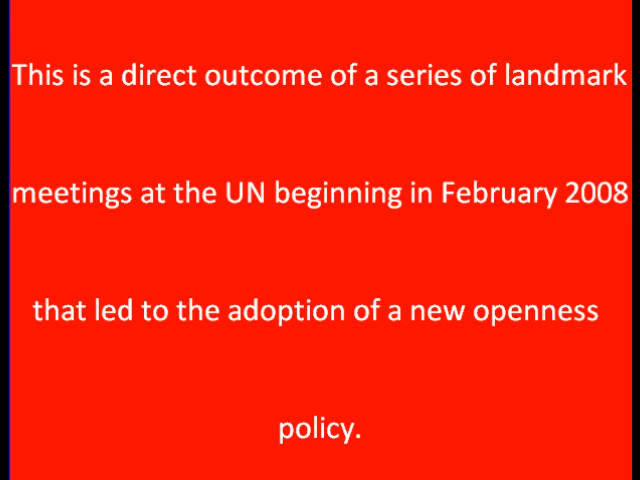 This is a direct outcome of a series of landmark
meetings at the UN beginning in February 2008
that led to the adoption of a new openness
policy.